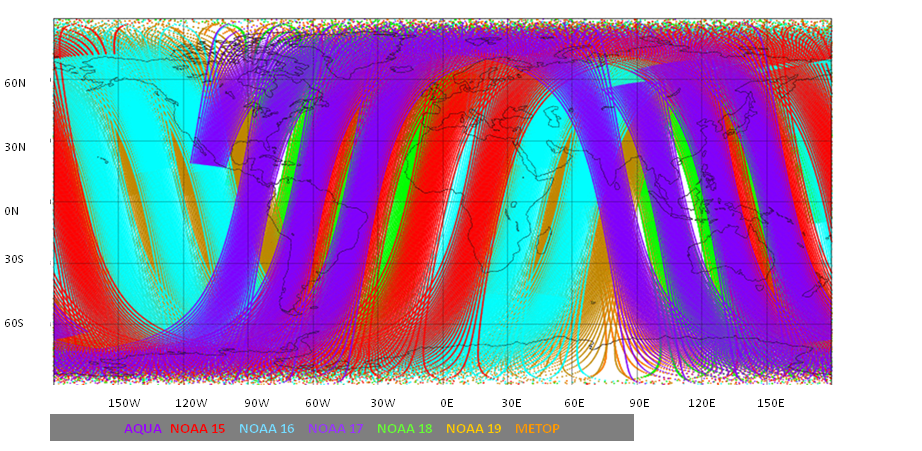 60N
30N
0N
30S
60S
150W 120W 90W 60W 30W 0E 30E 60E 90E 120E 150E
AQUA NOAA 15 NOAA 16 NOAA 17 NOAA 18 NOAA 19 METOP